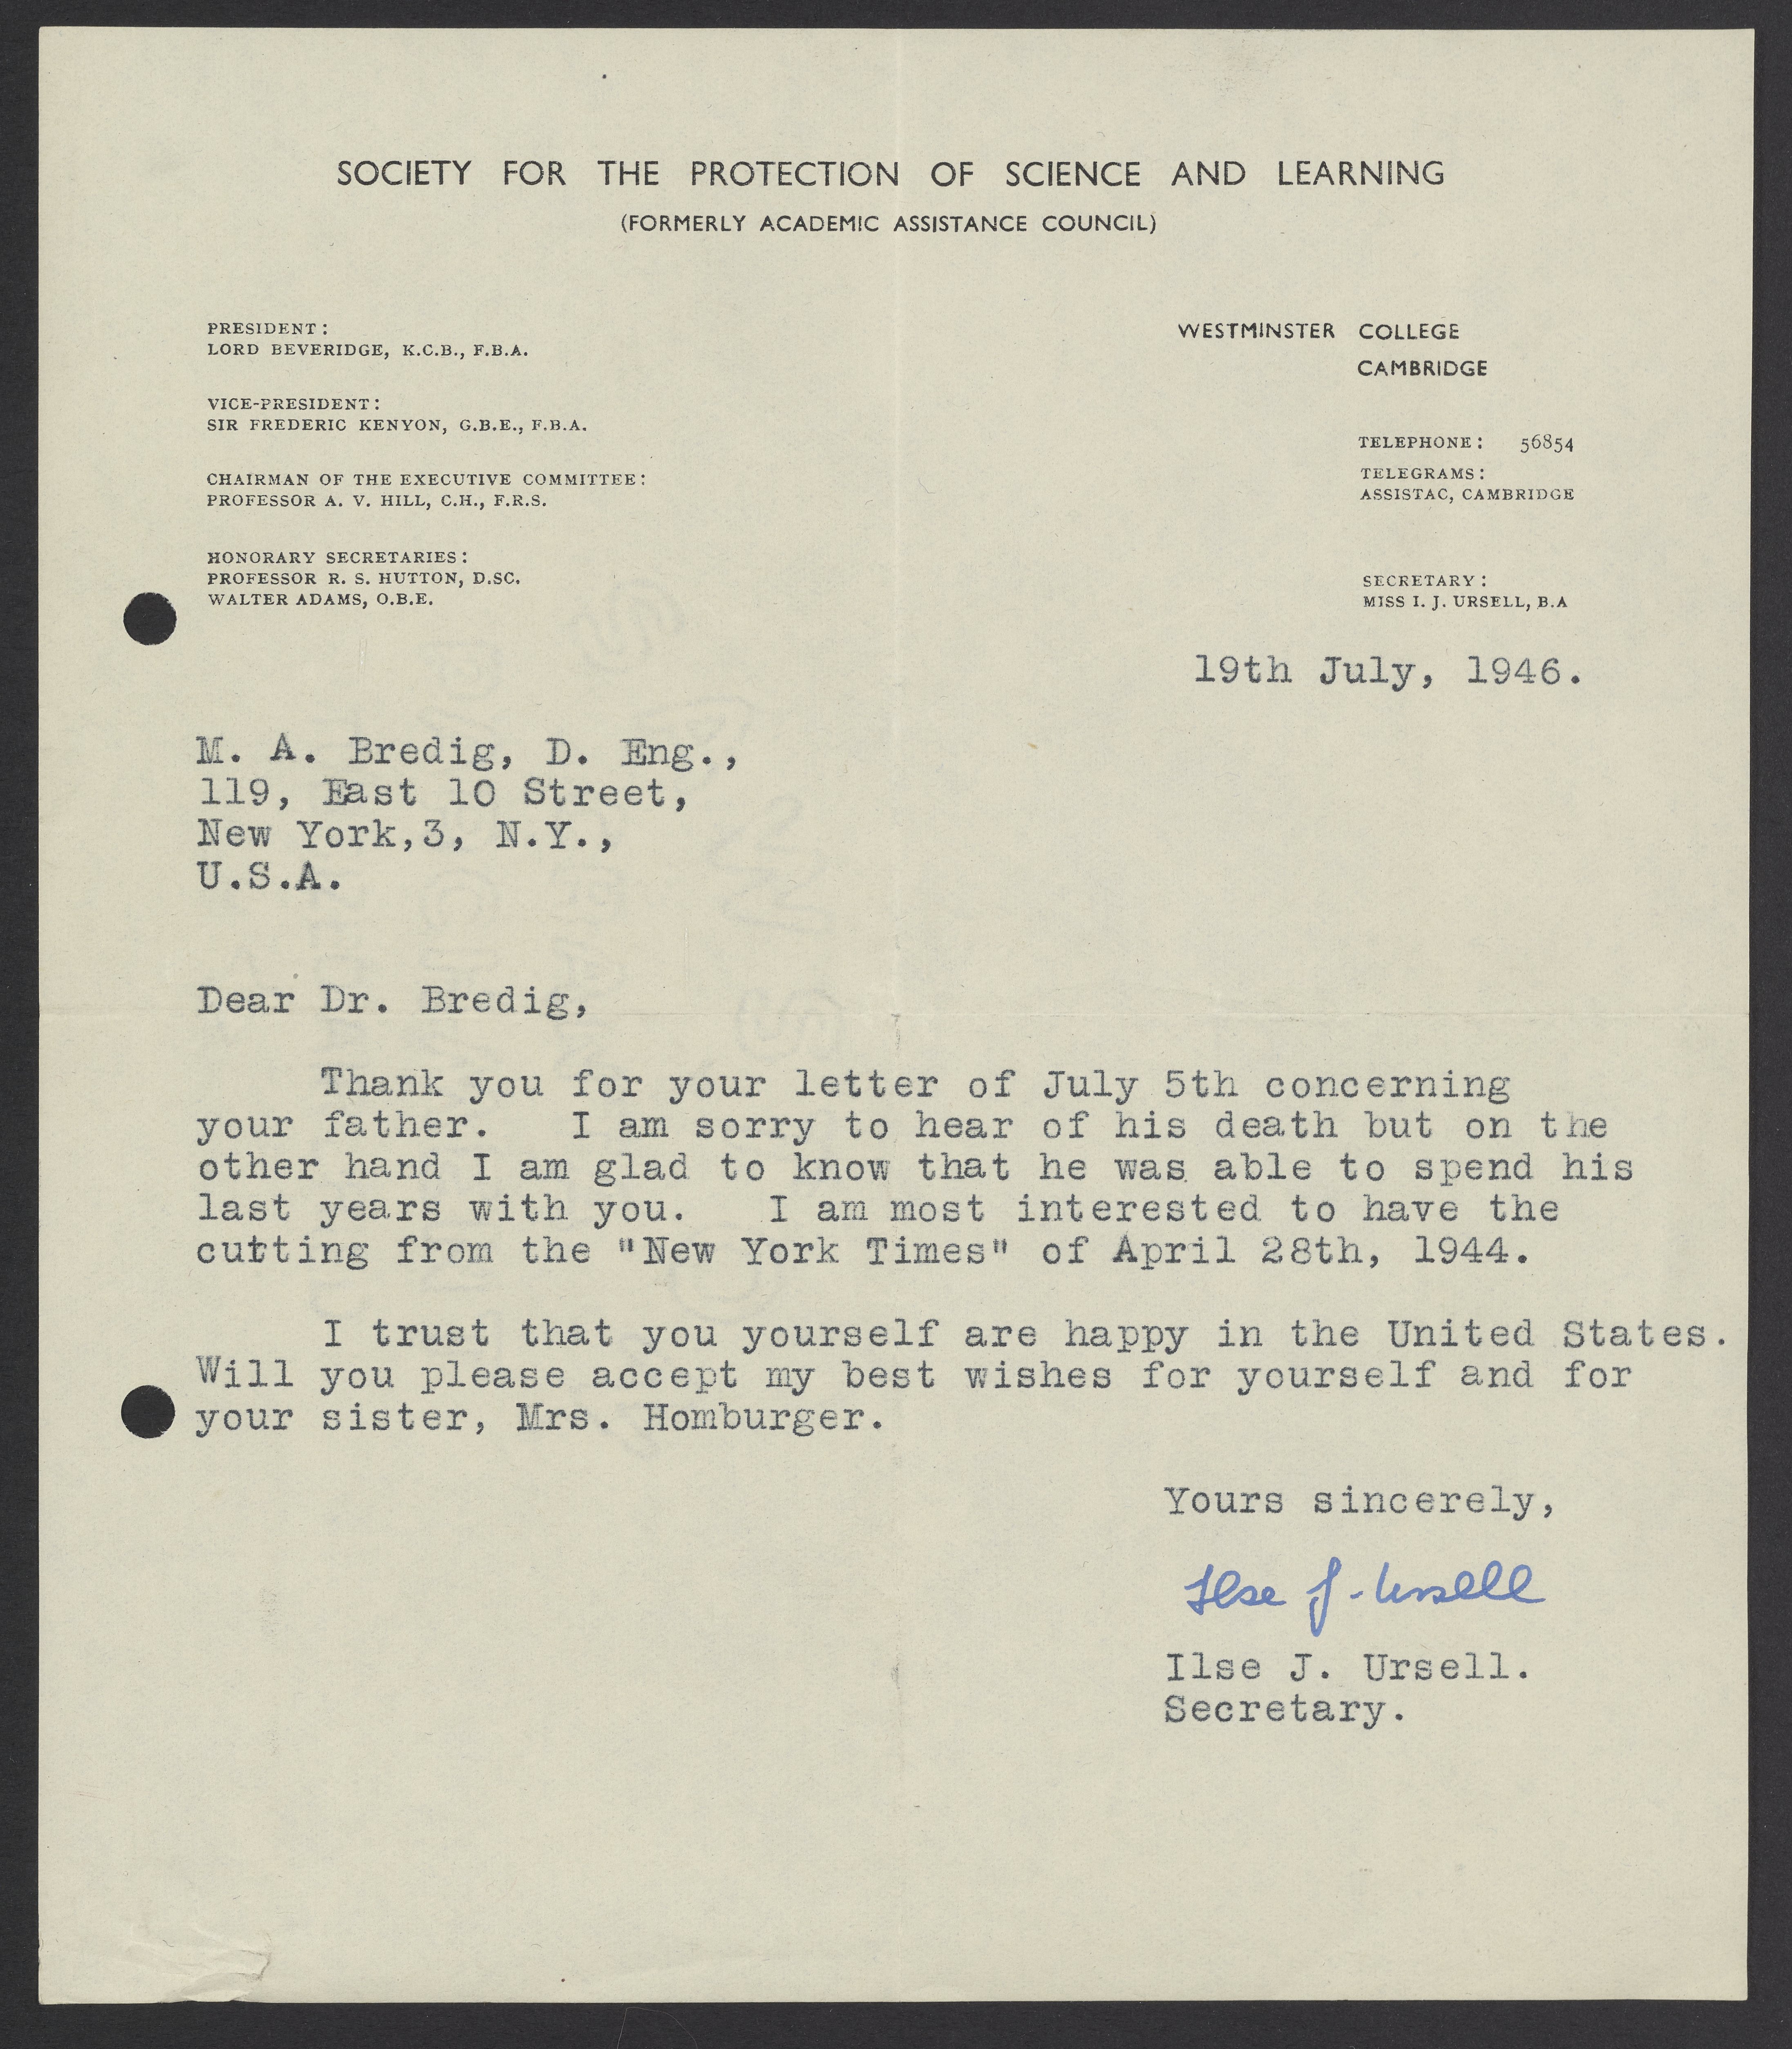 SOCIETY FOR THE PROTECTION OF SCIENCE AND LEARNING
(FORMERLY ACADEMIC ASSISTANCE COUNCIL)
PRESIDENT:
LORD BEVERIDGE, K.C.B., F.B.A.
VICE-PRESIDENT:
SIR FREDERIC KENYON, G.B.E., F.B.A.
CHAIRMAN OF THE EXECUTIVE COMMITTEE:
PROFESSOR A. V. HILL, C.H., F.R.S.
HONORARY SECRETARIES:
PROFESSOR R. S. HUTTON, D.SC.
WALTER ADAMS, O.B.E.
WESTMINSTER COLLEGE
CAMBRIDGE
TELEPHONE: 56854
TELEGRAMS:
ASSISTAC, CAMBRIDGE
SECRETARY:
MISS I. J. URSELL, B.A
19th July, 1946.
M. A. Bredig, D. Eng.,
119, East 10 Street,
New York,3, N.Y.,
U.S.A.
Dear Dr. Bredig,
Thank you for your letter of July 5th concerning
your father. I am sorry to hear of his death but on the
other hand I am glad to know that he was able to spend his
last years with you. I am most interested to have the
cutting from the "New York Times" of April 28th, 1944.
I trust that you yourself are happy in the United States.
Will you please accept my best wishes for yourself and for
your sister, Mrs. Homburger.
Yours sincerely,
Ilse J. Ursell
Ilse J. Ursell.
Secretary.